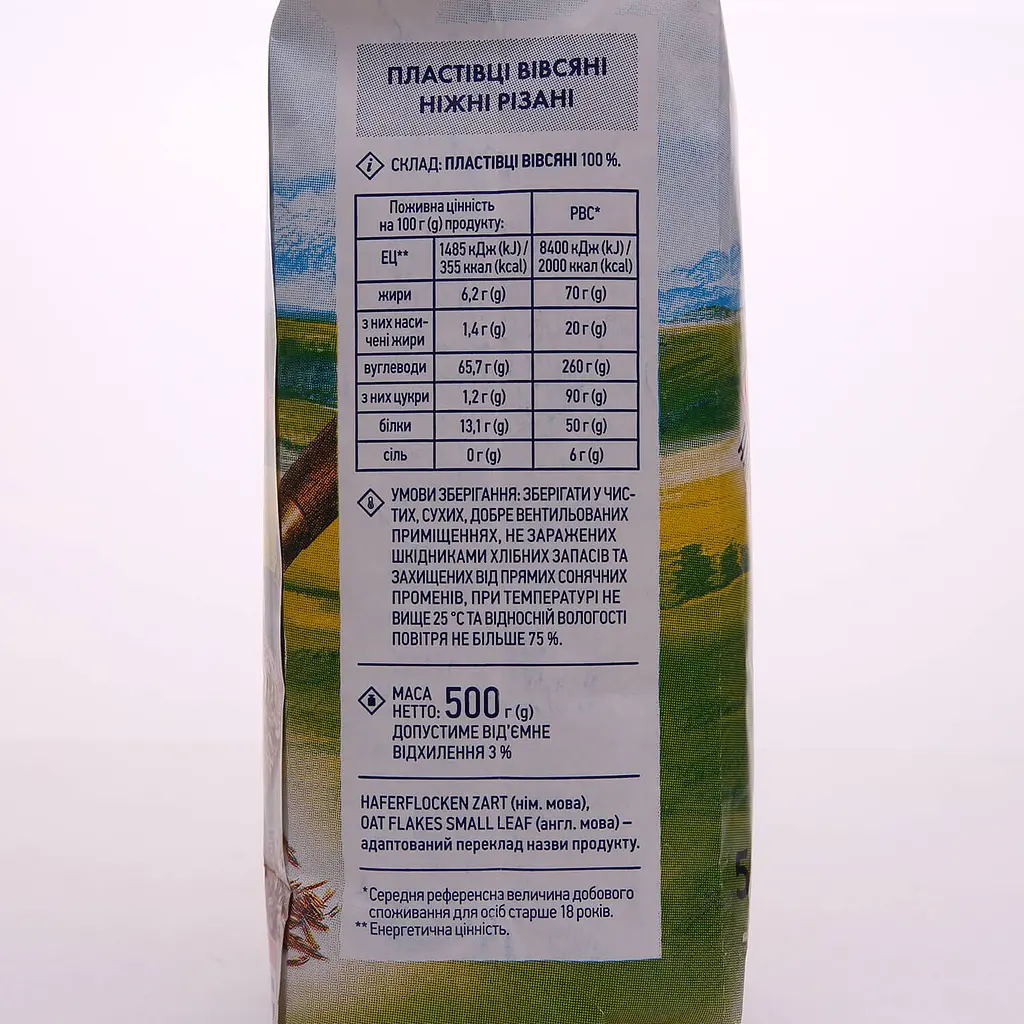 ПЛАСТІВЦІ ВІВСЯНІ
НІЖНІ РІЗАНІ
СКЛАД: ПЛАСТІВЦІ ВІВСЯНІ 100 %.
Поживна цінність
на 100 г (g) продукту:
РВС*
ЕЦ**
1485 кДж (kJ) /
355 ккал (kcal)
8400 кДж (kJ) /
2000 ккал (kcal)
жири 6,2 г (g) 70 г (g)
з них наси-
чені жири
1,4 г (g) 20 г (g)
вуглеводи 65,7 г (g) 260 г (g)
з них цукри 1,2 г (g) 90 г (g)
білки 13,1 г (g) 50 г (g)
сіль 0 г (g) 6 г (g)
УМОВИ ЗБЕРІГАННЯ: ЗБЕРІГАТИ У ЧИС-
ТИХ, СУХИХ, ДОБРЕ ВЕНТИЛЬОВАНИХ
ПРИМІЩЕННЯХ, НЕ ЗАРАЖЕНИХ
ШКІДНИКАМИ ХЛІБНИХ ЗАПАСІВ ТА
ЗАХИЩЕНИХ ВІД ПРЯМИХ СОНЯЧНИХ
ПРОМЕНІВ, ПРИ ТЕМПЕРАТУРІ НЕ
ВИЩЕ 25 °С ТА ВІДНОСНІЙ ВОЛОГОСТІ
ПОВІТРЯ НЕ БІЛЬШЕ 75 %.
МАСА
НЕТТО: 500 г (g)
ДОПУСТИМЕ ВІД'ЄМНЕ
ВІДХИЛЕННЯ 3 %
HAFERFLOCKEN ZART (нім. мова),
OAT FLAKES SMALL LEAF (англ. мова) –
адаптований переклад назви продукту.
* Середня референсна величина добового
споживання для осіб старше 18 років.
** Енергетична цінність.